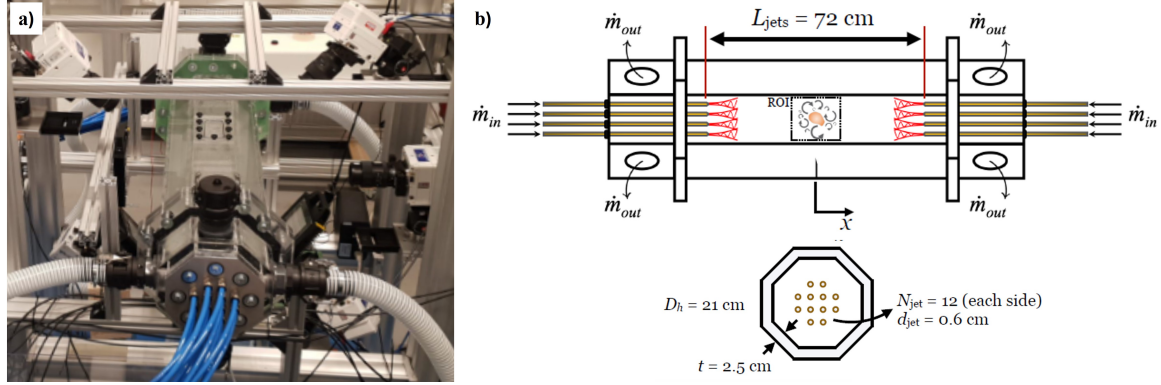 a)
b)
L_jets = 72 cm
ṁ_out
ṁ_out
ṁ_in
ROI
ṁ_in
ṁ_out
ṁ_out
x
D_h = 21 cm
N_jet = 12 (each side)
d_jet = 0.6 cm
t = 2.5 cm